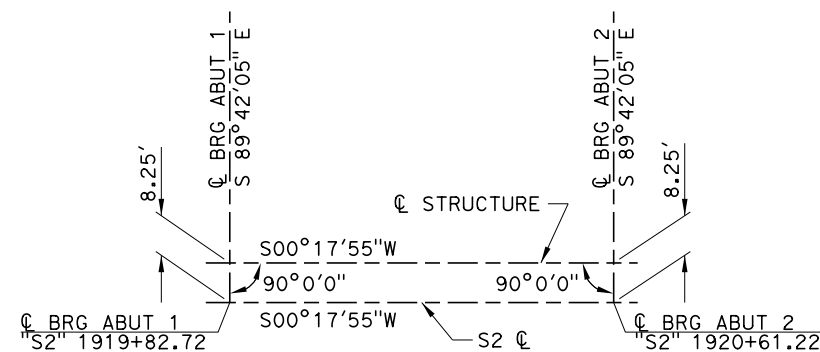 ℄ BRG ABUT 1
S 89°42'05" E
℄ BRG ABUT 2
S 89°42'05" E
8.25'
8.25'
℄ STRUCTURE
S00°17'55"W
90°0'0"
90°0'0"
S00°17'55"W
S2 ℄
℄ BRG ABUT 1
"S2" 1919+82.72
℄ BRG ABUT 2
"S2" 1920+61.22